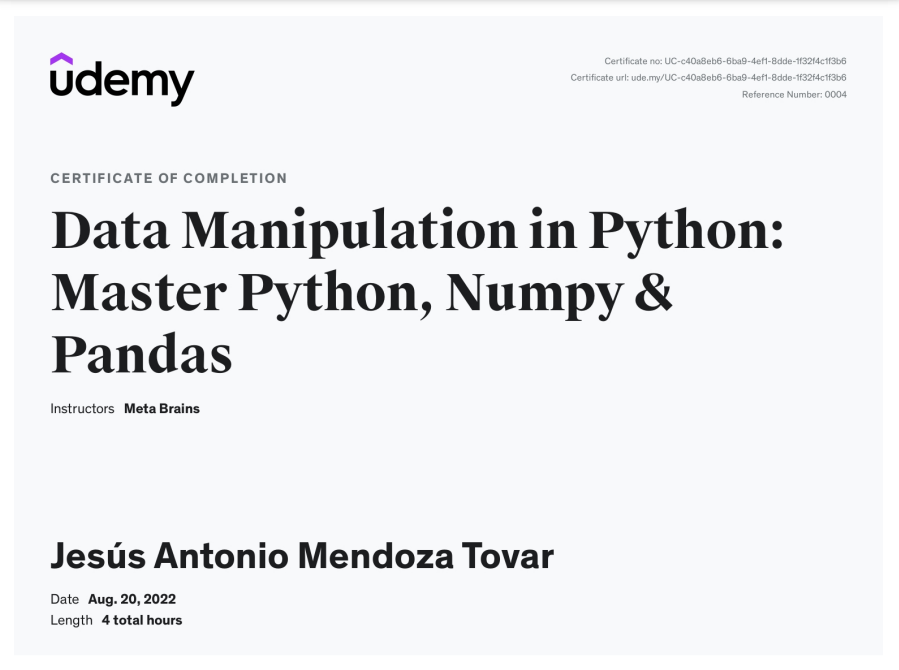 udemy
Certificate no: UC-c40a8eb6-6ba9-4ef1-8dde-1f32f4c1f3b6
Certificate url: ude.my/UC-c40a8eb6-6ba9-4ef1-8dde-1f32f4c1f3b6
Reference Number: 0004
CERTIFICATE OF COMPLETION
Data Manipulation in Python:
Master Python, Numpy &
Pandas
Instructors Meta Brains
Jesús Antonio Mendoza Tovar
Date Aug. 20, 2022
Length 4 total hours